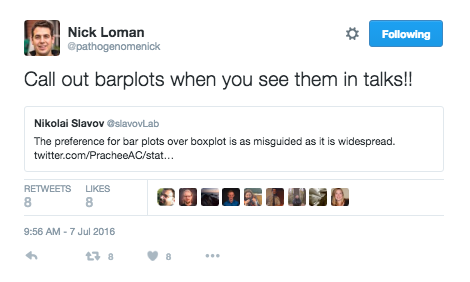 Nick Loman
@pathogenomenick
Following
Call out barplots when you see them in talks!!
Nikolai Slavov @slavovLab
The preference for bar plots over boxplot is as misguided as it is widespread.
twitter.com/PracheeAC/stat…
RETWEETS LIKES
8 8
9:56 AM - 7 Jul 2016
8 8